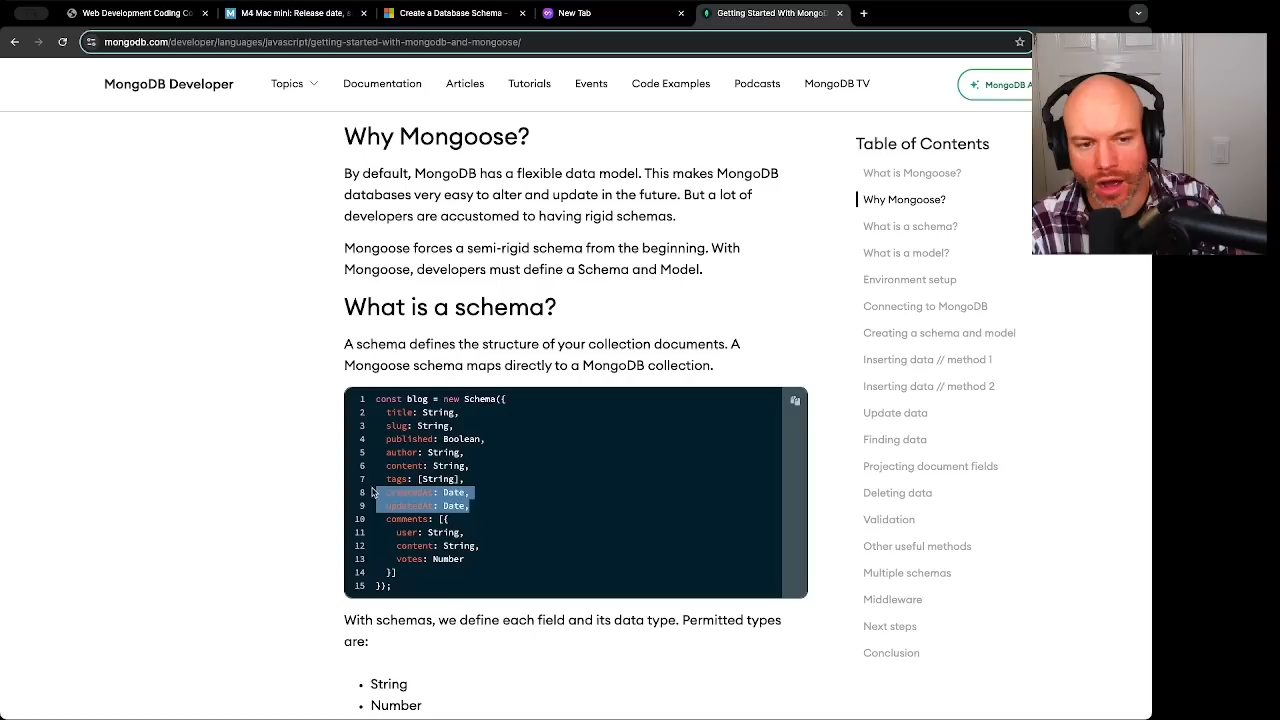 Web Development Coding Co
M4 Mac mini: Release date, s
Create a Database Schema -
New Tab
Getting Started With MongoD
mongodb.com/developer/languages/javascript/getting-started-with-mongodb-and-mongoose/
MongoDB Developer
Topics
Documentation
Articles
Tutorials
Events
Code Examples
Podcasts
MongoDB TV
MongoDB A
Why Mongoose?
By default, MongoDB has a flexible data model. This makes MongoDB
databases very easy to alter and update in the future. But a lot of
developers are accustomed to having rigid schemas.
Mongoose forces a semi-rigid schema from the beginning. With
Mongoose, developers must define a Schema and Model.
What is a schema?
A schema defines the structure of your collection documents. A
Mongoose schema maps directly to a MongoDB collection.
1 const blog = new Schema({
2 title: String,
3 slug: String,
4 published: Boolean,
5 author: String,
6 content: String,
7 tags: [String],
8 createdAt: Date,
9 updatedAt: Date,
10 comments: [{
11 user: String,
12 content: String,
13 votes: Number
14 }]
15 });
With schemas, we define each field and its data type. Permitted types
are:
• String
• Number
Table of Contents
What is Mongoose?
Why Mongoose?
What is a schema?
What is a model?
Environment setup
Connecting to MongoDB
Creating a schema and model
Inserting data // method 1
Inserting data // method 2
Update data
Finding data
Projecting document fields
Deleting data
Validation
Other useful methods
Multiple schemas
Middleware
Next steps
Conclusion